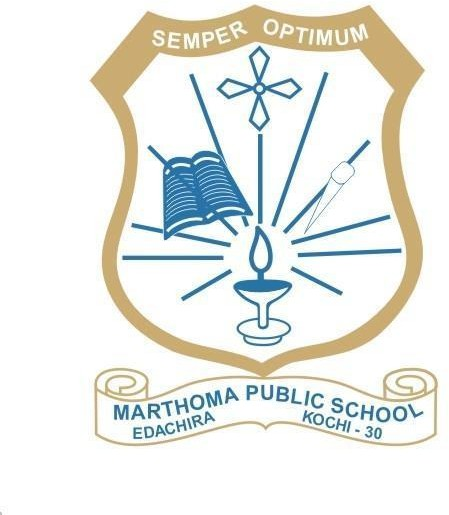 SEMPER OPTIMUM
MARTHOMA PUBLIC SCHOOL
EDACHIRA KOCHI - 30